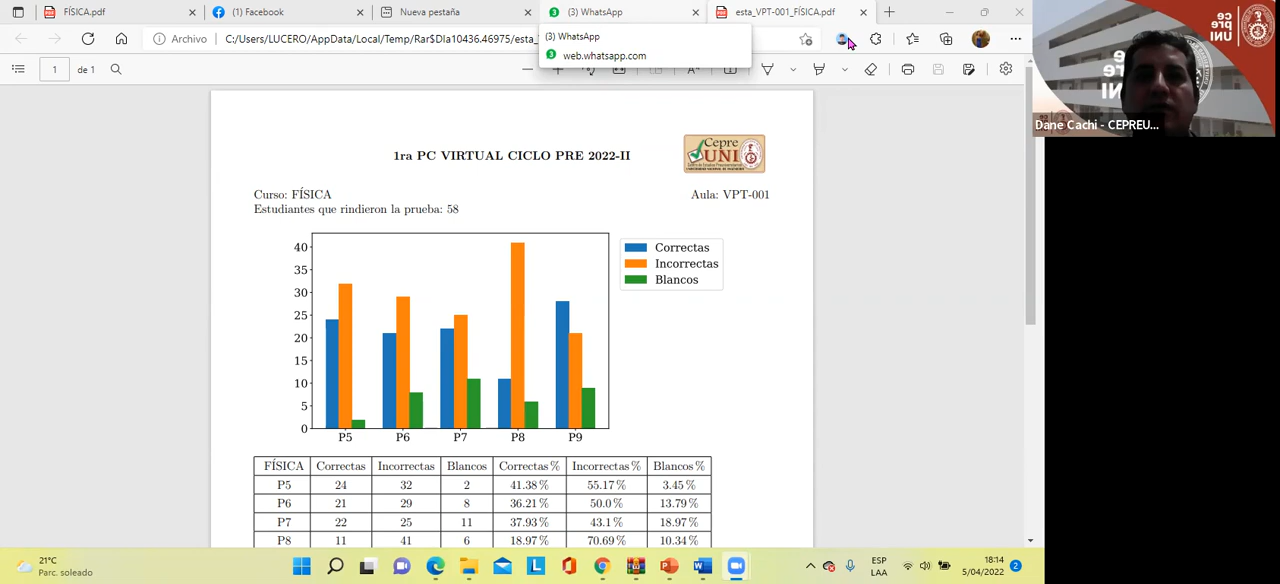 FÍSICA.pdf
(1) Facebook
Nueva pestaña
(3) WhatsApp
esta_VPT-001_FÍSICA.pdf
Archivo
C:/Users/LUCERO/AppData/Local/Temp/Rar$DIa10436.46975/esta_
(3) WhatsApp
web.whatsapp.com
1 de 1
Dane Cachi - CEPREU...
1ra PC VIRTUAL CICLO PRE 2022-II
Cepre
UNI
Curso: FÍSICA
Aula: VPT-001
Estudiantes que rindieron la prueba: 58
40
35
30
25
20
15
10
5
0
P5 P6 P7 P8 P9
Correctas
Incorrectas
Blancos
FÍSICA Correctas Incorrectas Blancos Correctas % Incorrectas % Blancos %
P5 24 32 2 41.38 % 55.17 % 3.45 %
P6 21 29 8 36.21 % 50.0 % 13.79 %
P7 22 25 11 37.93 % 43.1 % 18.97 %
P8 11 41 6 18.97 % 70.69 % 10.34 %
21°C
Parc. soleado
ESP
LAA
18:14
5/04/2022
2